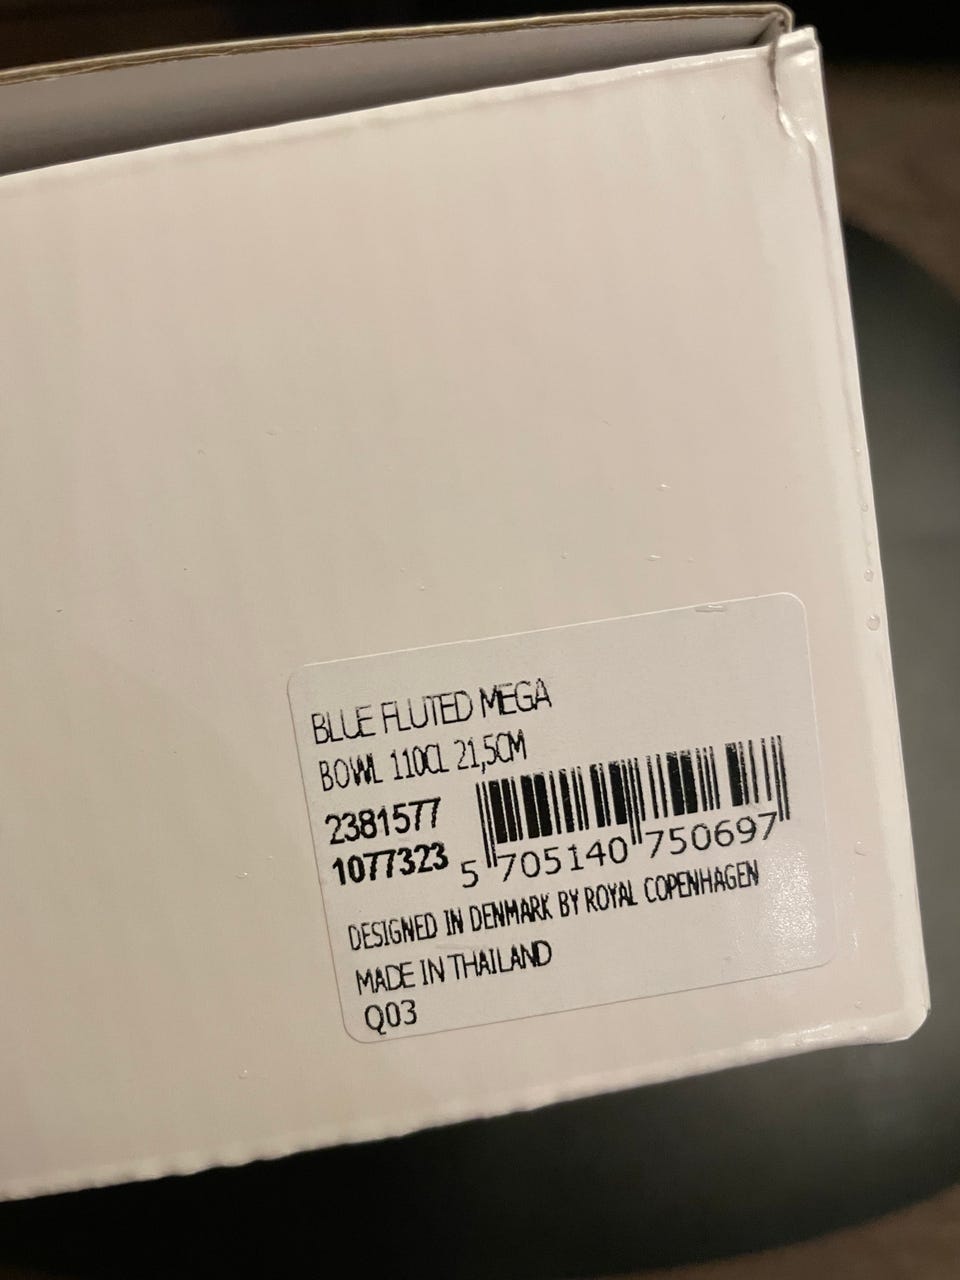 BLUE FLUTED MEGA
BOWL 110CL 21,5CM
2381577
1077323
5 705140 750697
DESIGNED IN DENMARK BY ROYAL COPENHAGEN
MADE IN THAILAND
Q03